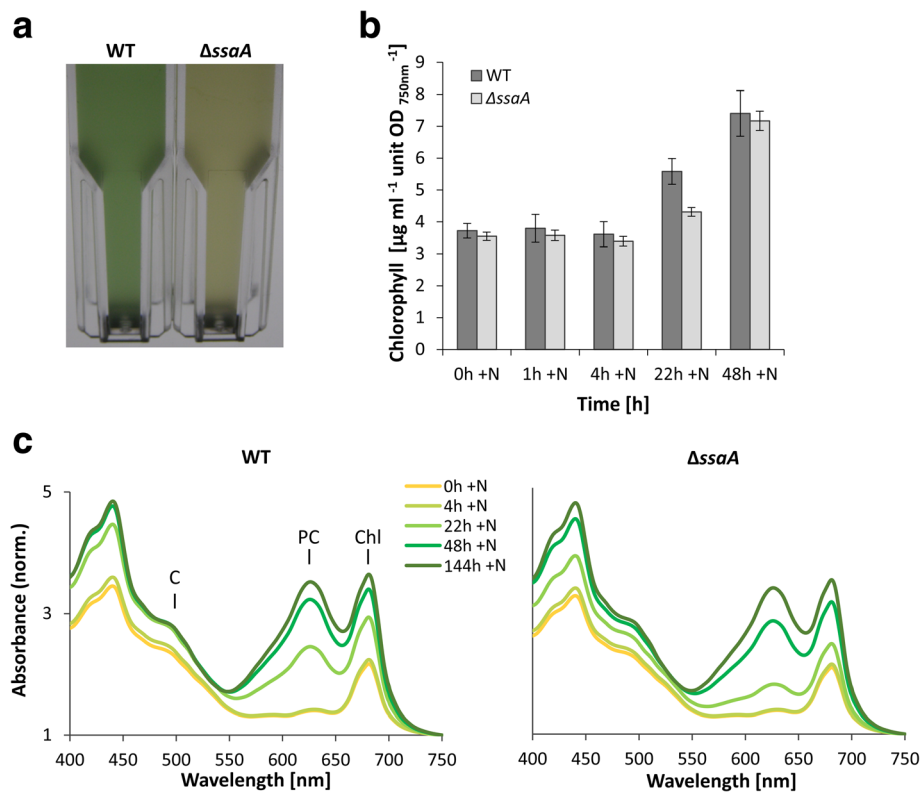 a
WT ΔssaA
b
Chlorophyll [µg ml -1 unit OD 750nm -1]
9
8
7
6
5
4
3
2
1
0
WT
ΔssaA
0h +N 1h +N 4h +N 22h +N 48h +N
Time [h]
c
WT
Absorbance (norm.)
5
3
1
C
PC
Chl
400 450 500 550 600 650 700 750
Wavelength [nm]
0h +N
4h +N
22h +N
48h +N
144h +N
ΔssaA
400 450 500 550 600 650 700 750
Wavelength [nm]